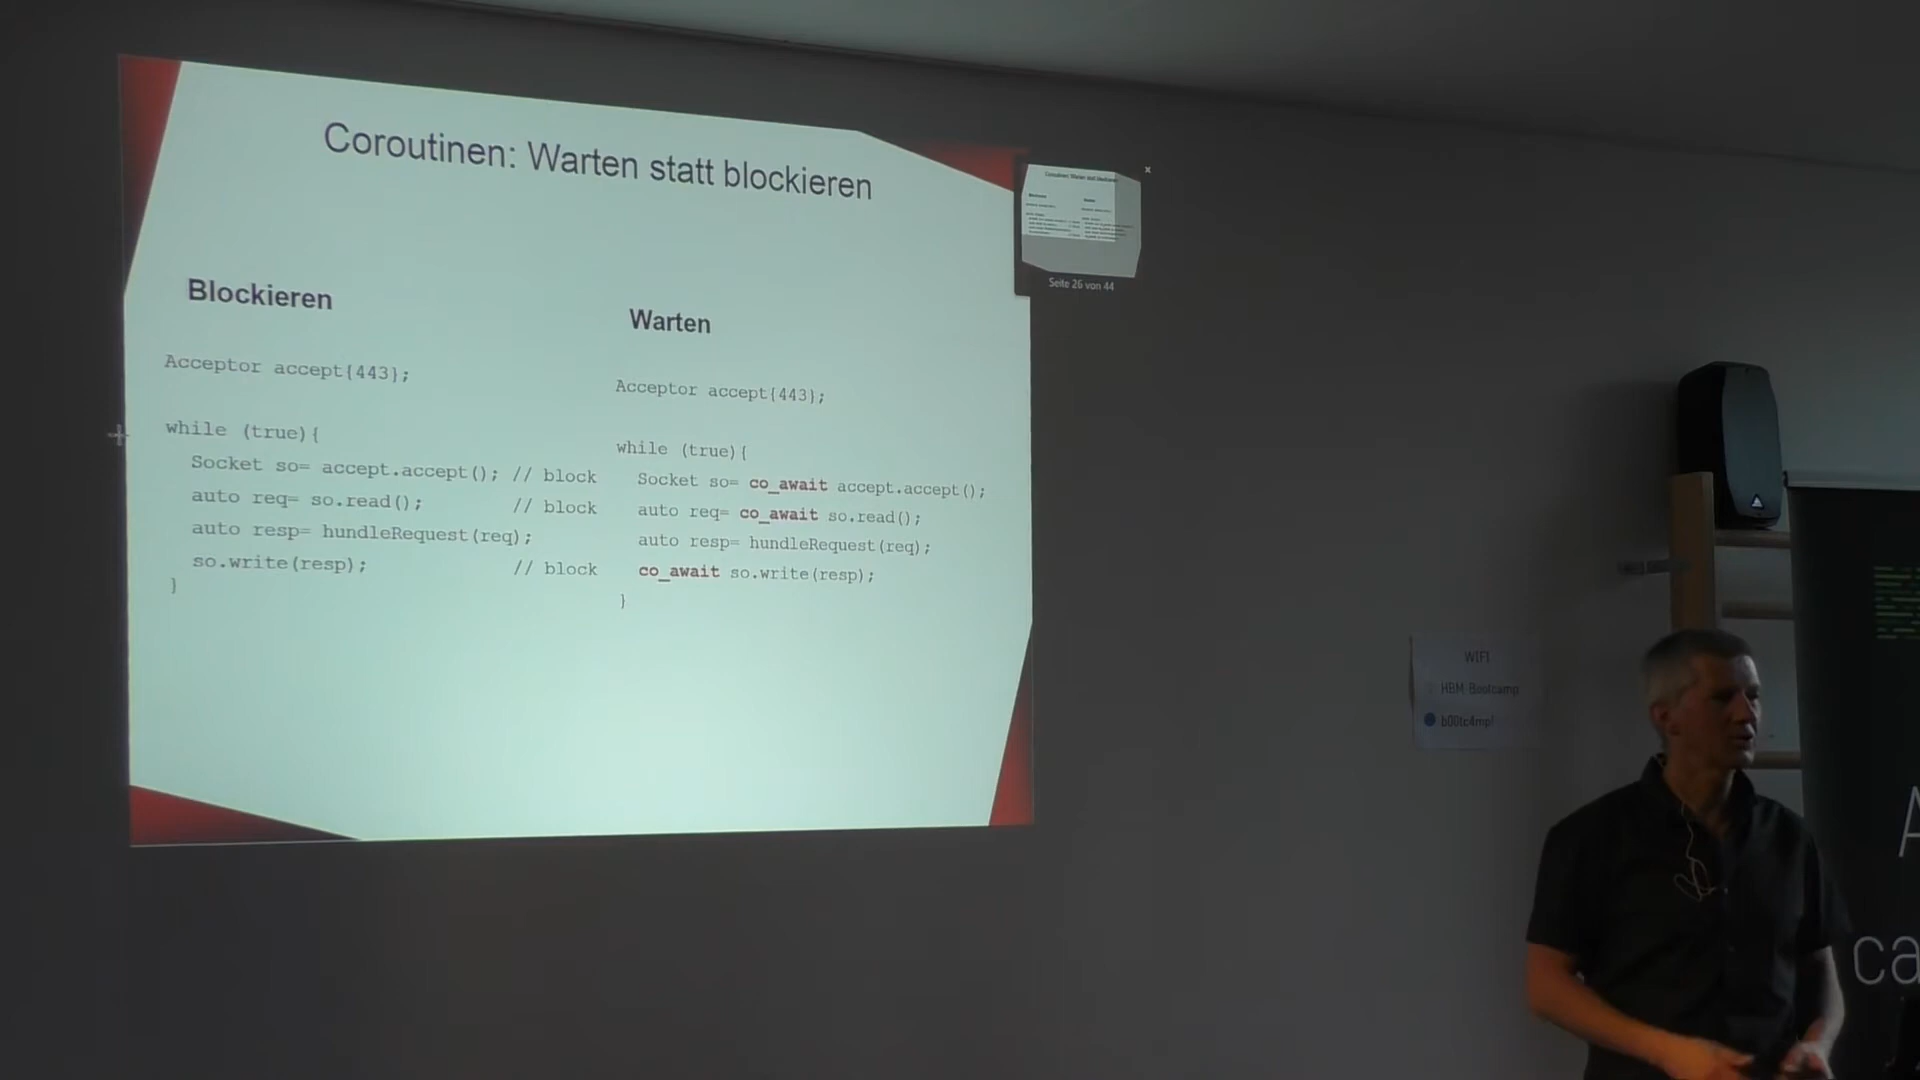 Coroutinen: Warten statt blockieren
Blockieren
Acceptor accept{443};
while (true){
Socket so= accept.accept(); // block
auto req= so.read(); // block
auto resp= hundleRequest(req);
so.write(resp); // block
}
Warten
Acceptor accept{443};
while (true){
Socket so= co_await accept.accept();
auto req= co_await so.read();
auto resp= hundleRequest(req);
co_await so.write(resp);
}
Seite 26 von 44
WIFI
HBM Bootcamp
b00tc4mp!
A
ca